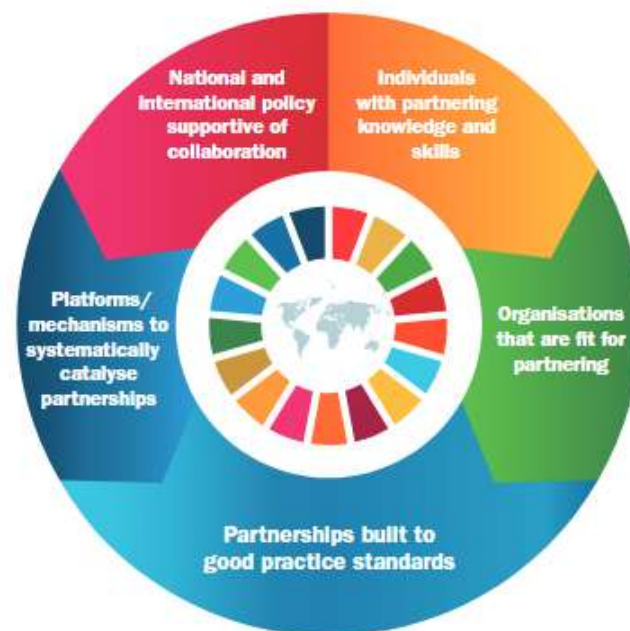 National and
international policy
supportive of
collaboration
Individuals
with partnering
knowledge and
skills
Organisations
that are fit for
partnering
Partnerships built to
good practice standards
Platforms/
mechanisms to
systematically
catalyse
partnerships